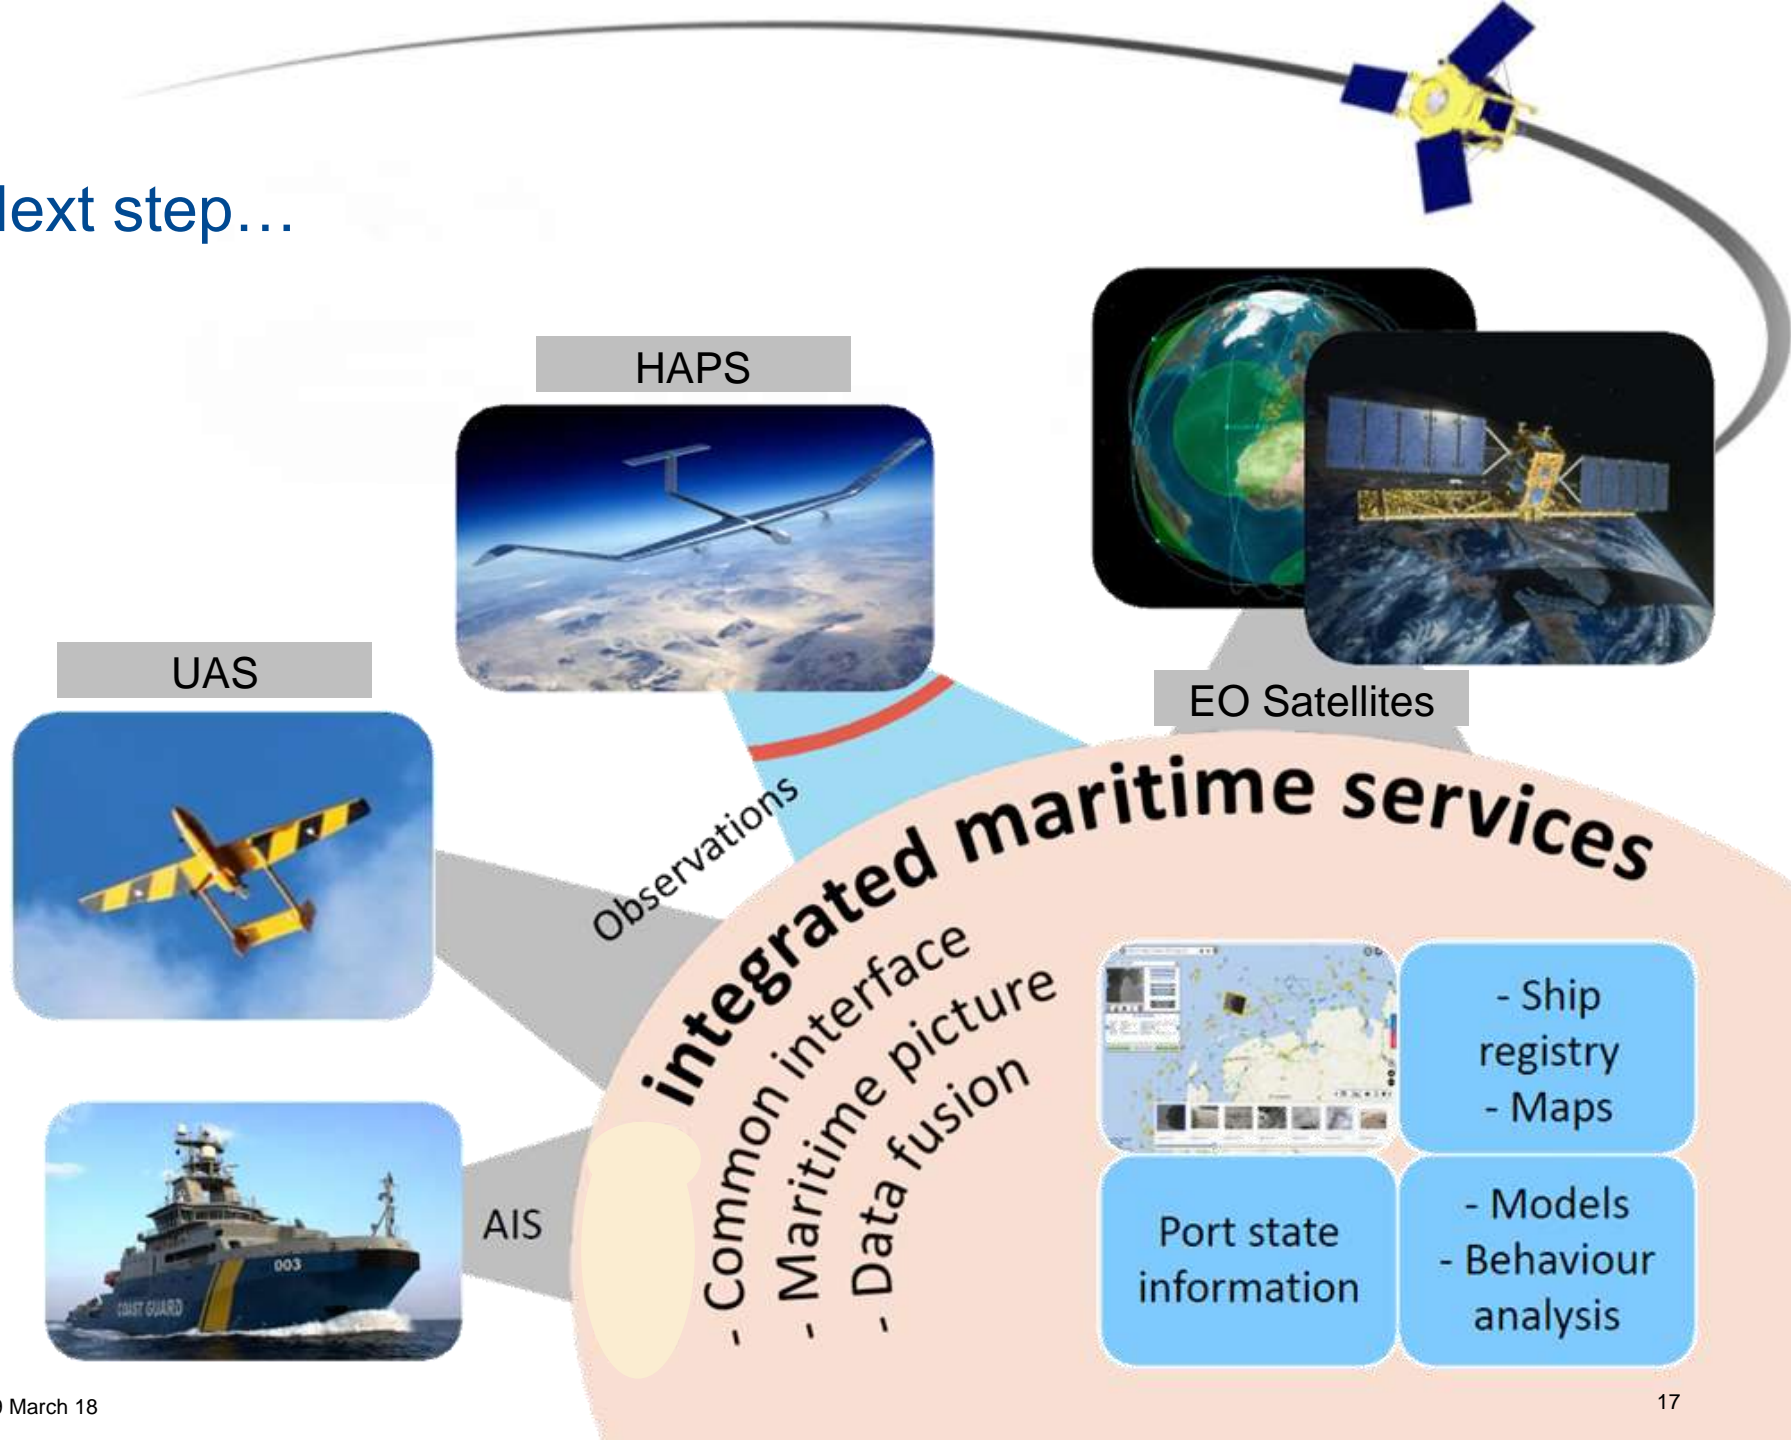 lext step…
HAPS
UAS
EO Satellites
Observations
integrated maritime services
- Common interface
- Maritime picture
- Data fusion
AIS
003
COAST GUARD
- Ship
registry
- Maps
Port state
information
- Models
- Behaviour
analysis
March 18
17